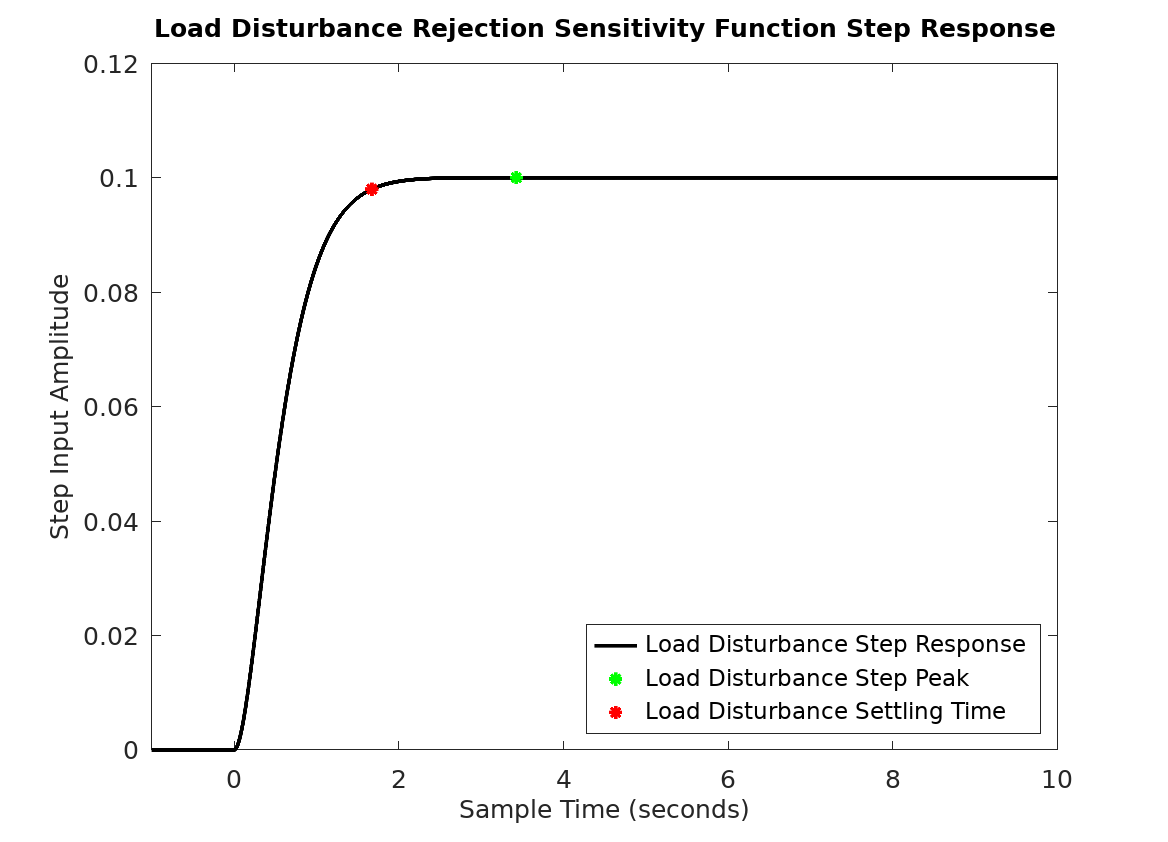 Load Disturbance Rejection Sensitivity Function Step Response
0.12
0.1
0.08
0.06
0.04
0.02
0
Step Input Amplitude
Load Disturbance Step Response
Load Disturbance Step Peak
Load Disturbance Settling Time
0 2 4 6 8 10
Sample Time (seconds)